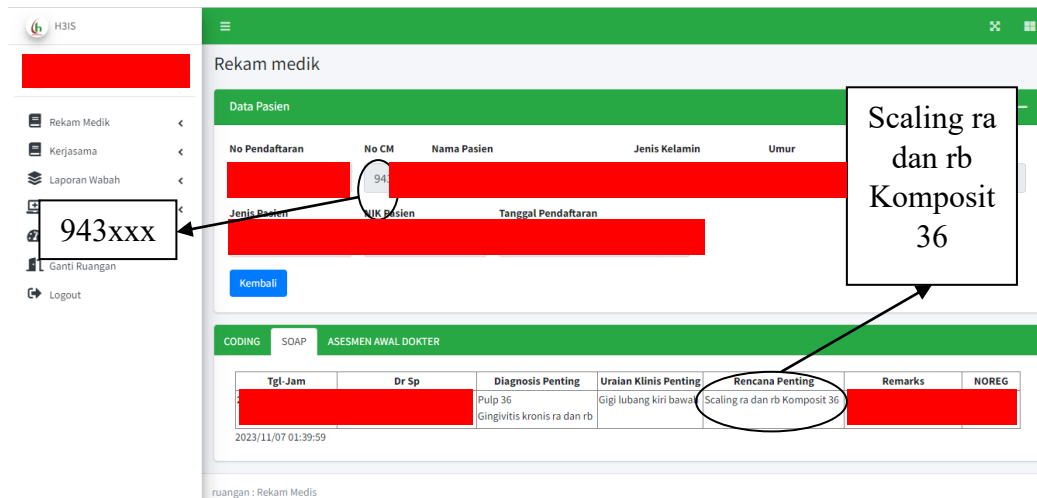 H3IS
Rekam medik
Data Pasien
Rekam Medik
Kerjasama
Laporan Wabah
Ganti Ruangan
Logout
943xxx
No Pendaftaran No CM Nama Pasien Jenis Kelamin Umur
943
Jenis Pasien NIK Pasien Tanggal Pendaftaran
Kembali
Scaling ra
dan rb
Komposit
36
CODING SOAP ASESMEN AWAL DOKTER
Tgl-Jam Dr Sp Diagnosis Penting Uraian Klinis Penting Rencana Penting Remarks NOREG
Pulp 36 Gigi lubang kiri bawah Scaling ra dan rb Komposit 36
Gingivitis kronis ra dan rb
2023/11/07 01:39:59
ruangan : Rekam Medis